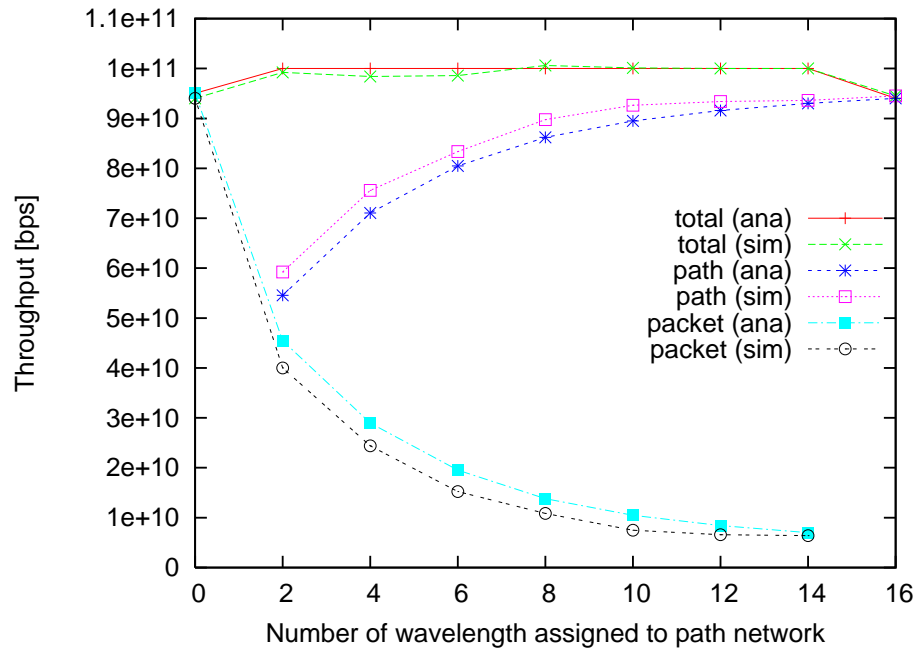 1.1e+11
1e+11
9e+10
8e+10
7e+10
6e+10
5e+10
4e+10
3e+10
2e+10
1e+10
0
Throughput [bps]
total (ana)
total (sim)
path (ana)
path (sim)
packet (ana)
packet (sim)
0 2 4 6 8 10 12 14 16
Number of wavelength assigned to path network